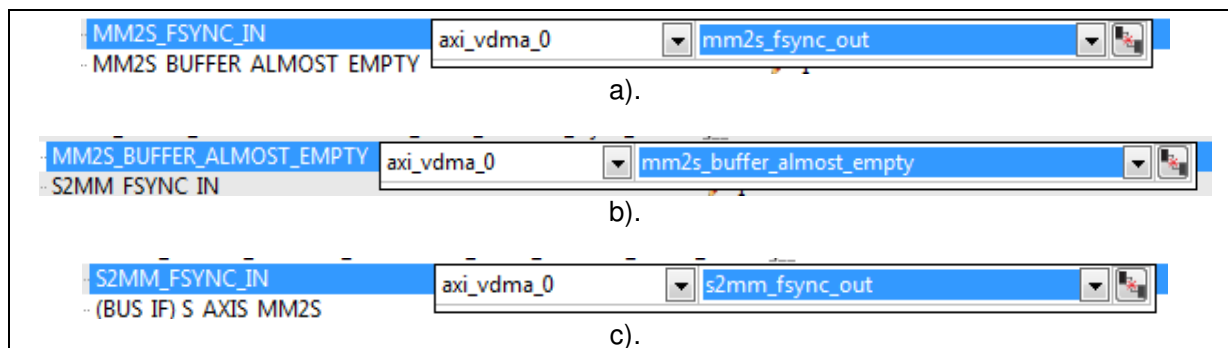 MM2S_FSYNC_IN axi_vdma_0 mm2s_fsync_out
MM2S BUFFER ALMOST EMPTY
a).
MM2S_BUFFER_ALMOST_EMPTY axi_vdma_0 mm2s_buffer_almost_empty
S2MM FSYNC IN
b).
S2MM_FSYNC_IN axi_vdma_0 s2mm_fsync_out
(BUS IF) S AXIS MM2S
c).